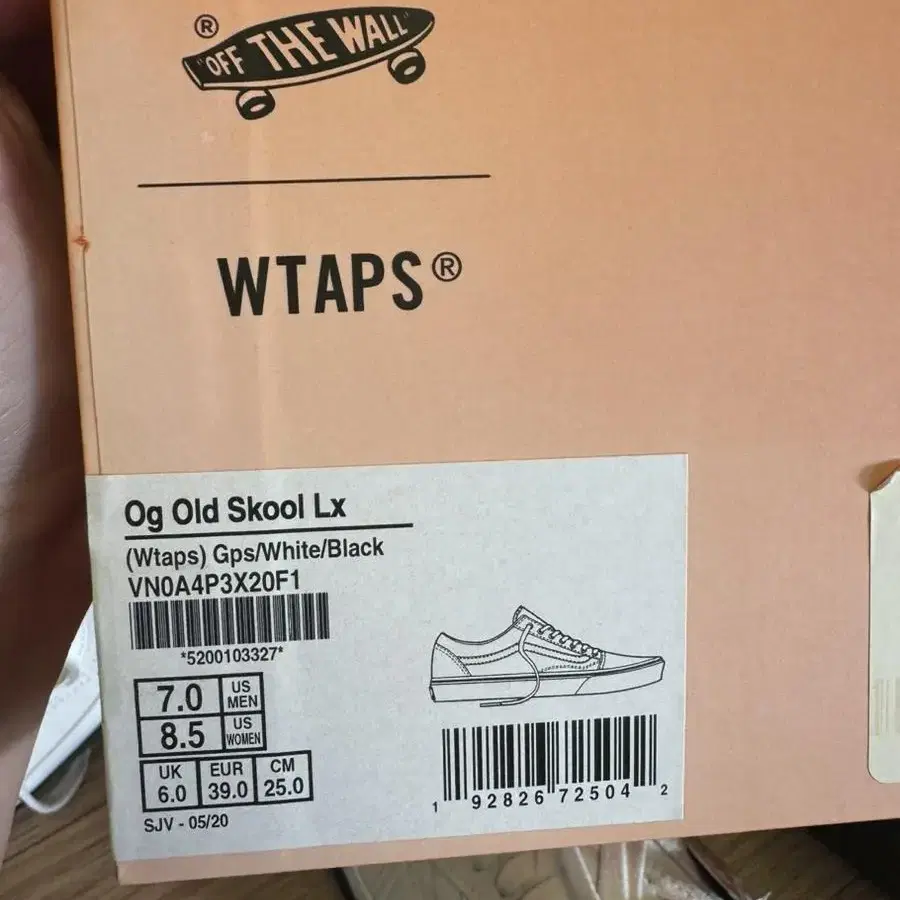 ®
"OFF THE WALL"
WTAPS®
Og Old Skool Lx
(Wtaps) Gps/White/Black
VN0A4P3X20F1
*5200103327*
7.0 US MEN
8.5 US WOMEN
UK 6.0 EUR 39.0 CM 25.0
SJV - 05/20
1 92826 72504 2